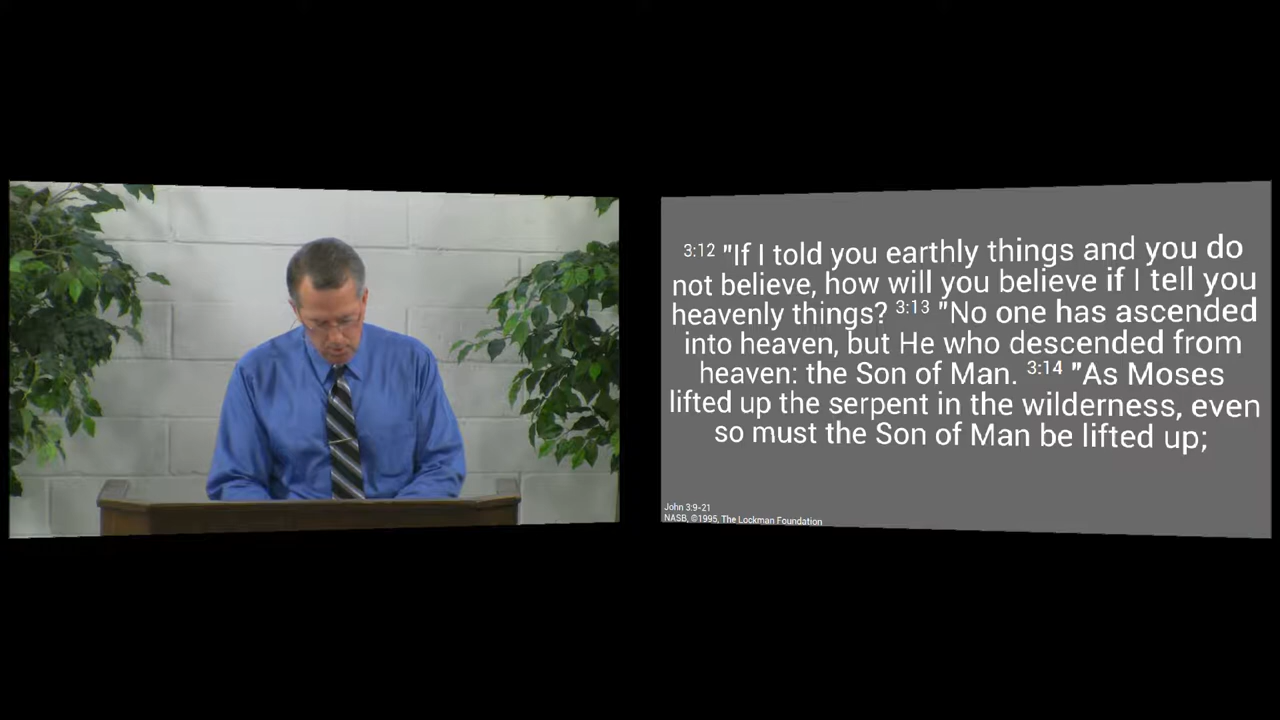 3:12 "If I told you earthly things and you do
not believe, how will you believe if I tell you
heavenly things? 3:13 "No one has ascended
into heaven, but He who descended from
heaven: the Son of Man. 3:14 "As Moses
lifted up the serpent in the wilderness, even
so must the Son of Man be lifted up;
John 3:9-21
NASB, ©1995, The Lockman Foundation